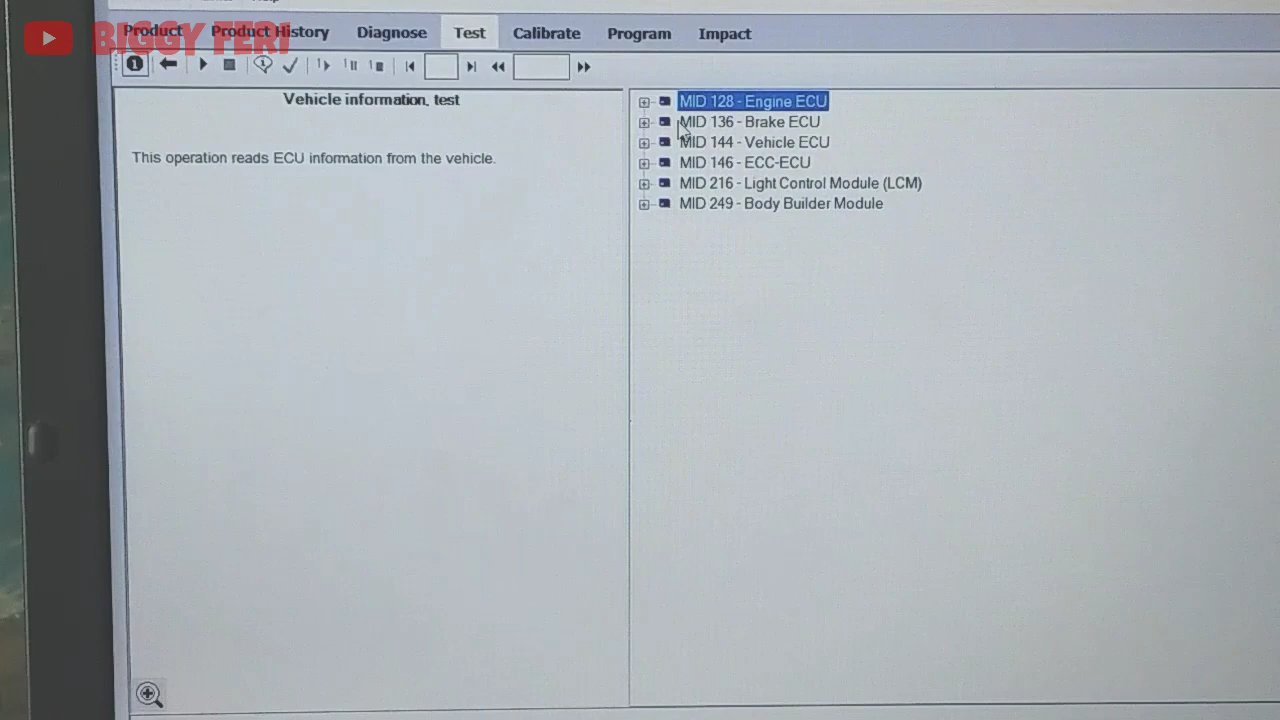 BIGGY FERI
Product Product History Diagnose Test Calibrate Program Impact
Vehicle information, test
This operation reads ECU information from the vehicle.
MID 128 - Engine ECU
MID 136 - Brake ECU
MID 144 - Vehicle ECU
MID 146 - ECC-ECU
MID 216 - Light Control Module (LCM)
MID 249 - Body Builder Module